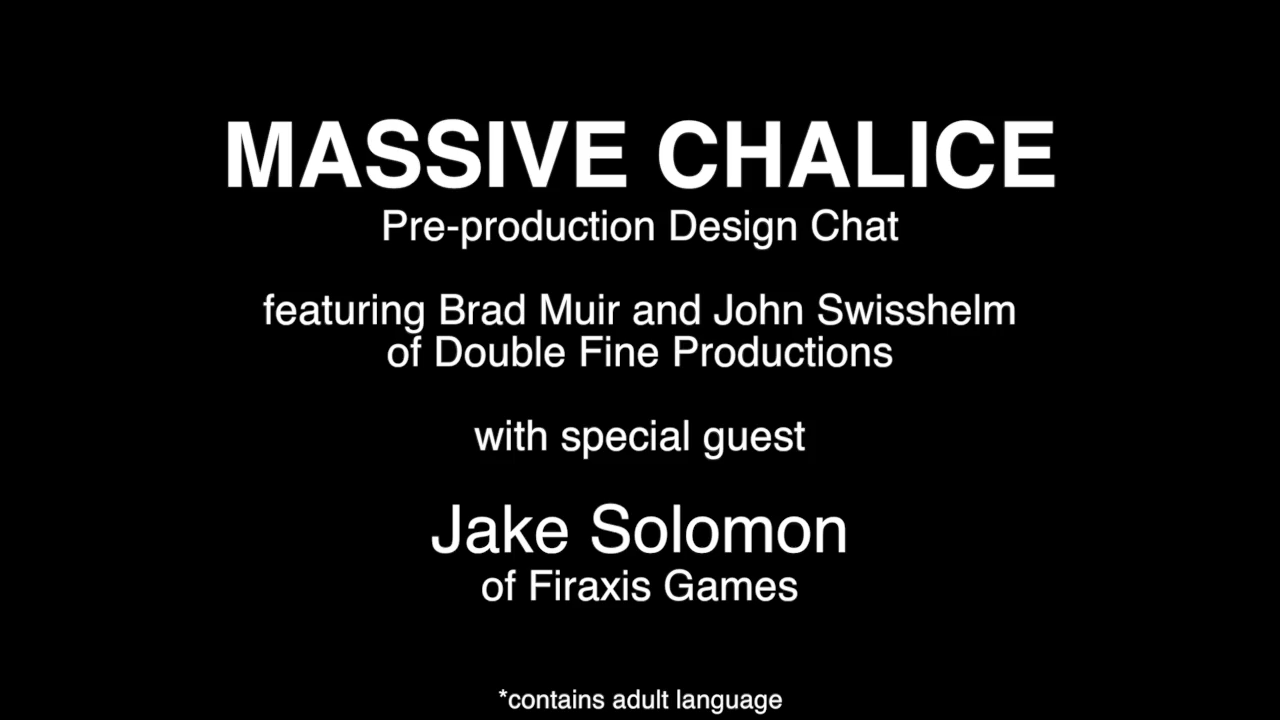 MASSIVE CHALICE
Pre-production Design Chat
featuring Brad Muir and John Swisshelm
of Double Fine Productions
with special guest
Jake Solomon
of Firaxis Games
*contains adult language